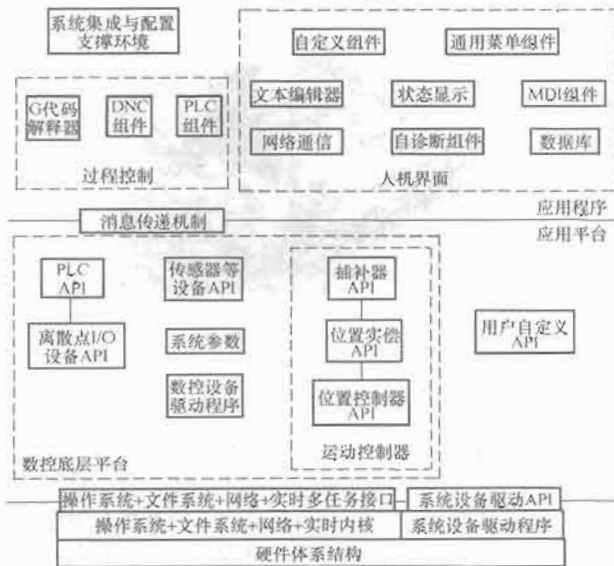 系统集成与配置
支撑环境
自定义组件
通用菜单组件
G代码
解释器
DNC
组件
PLC
组件
文本编辑器
状态显示
MDI组件
网络通信
自诊断组件
数据库
过程控制
人机界面
应用程序
消息传递机制
应用平台
PLC
API
传感器等
设备API
插补器
API
离散点I/O
设备API
系统参数
位置实偿
API
用户自定义
API
数控设备
驱动程序
位置控制器
API
数控底层平台
运动控制器
操作系统+文件系统+网络+实时多任务接口
系统设备驱动API
操作系统+文件系统+网络+实时内核
系统设备驱动程序
硬件体系结构